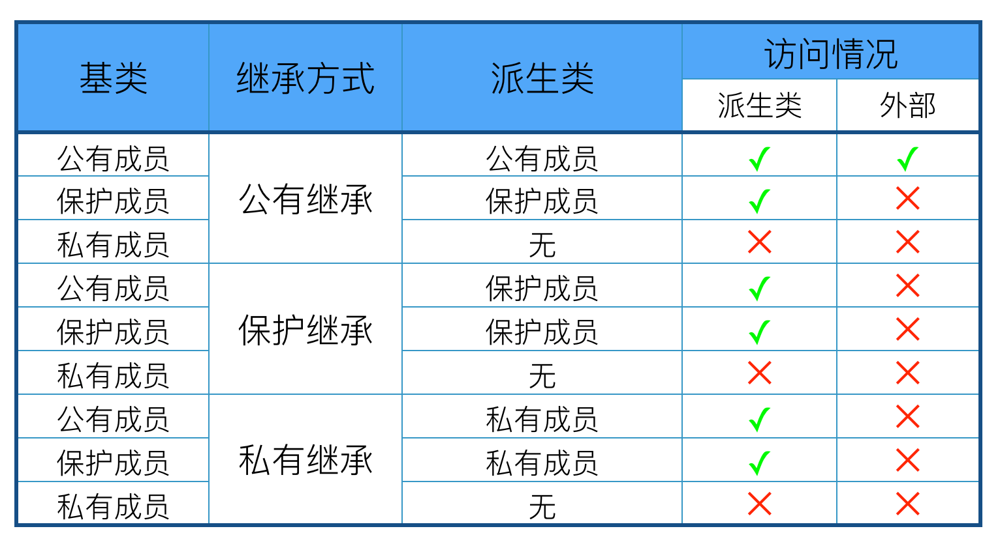 基类 继承方式 派生类 访问情况
派生类 外部
公有成员 公有继承 公有成员 ✓ ✓
保护成员 保护成员 ✓ ×
私有成员 无 × ×
公有成员 保护继承 保护成员 ✓ ×
保护成员 保护成员 ✓ ×
私有成员 无 × ×
公有成员 私有继承 私有成员 ✓ ×
保护成员 私有成员 ✓ ×
私有成员 无 × ×